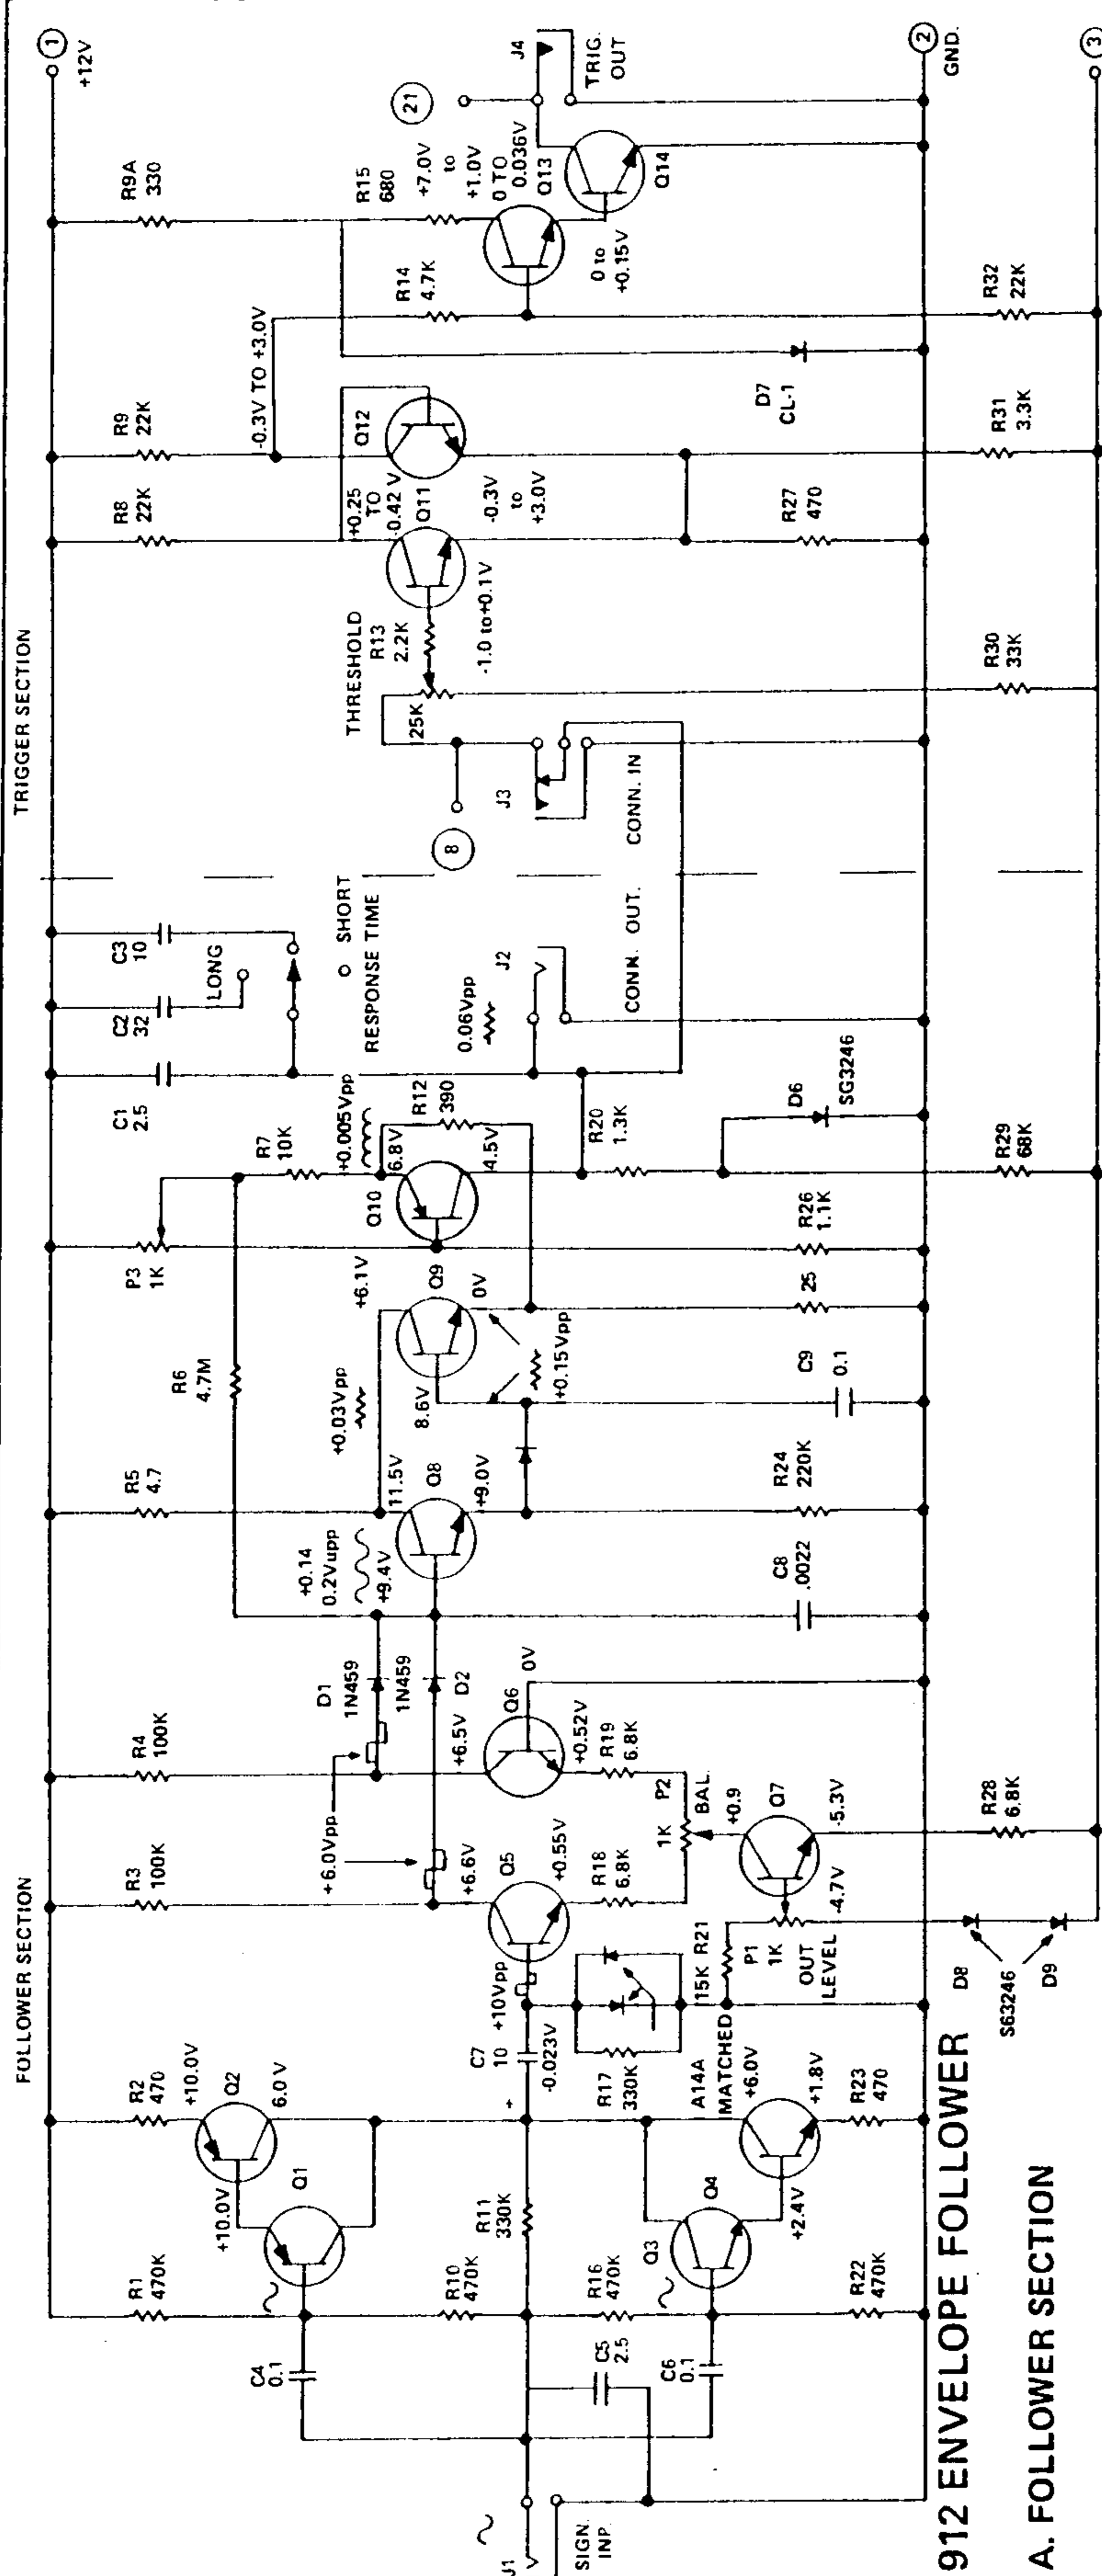 FOLLOWER SECTION
TRIGGER SECTION
1
+12V
R1
470K
R2
470
+10.0V
Q2
6.0 V
+10.0V
Q1
C4
0.1
R10
470K
R11
330K
J1
SIGN.
INP.
C5
2.5
R16
470K
Q3
Q4
C6
0.1
R22
470K
+2.4V
R23
470
+1.8V
+6.0V
A14A
MATCHED
+
C7
10
-0.023V
+10Vpp
R17
330K
15K R21
P1
1K
OUT
LEVEL
-4.7V
D8
S63246
D9
R3
100K
R4
100K
+6.0Vpp
+6.6V
Q5
+0.55V
R18
6.8K
D1
1N459
1N459
D2
+6.5V
Q6
0V
+0.52V
R19
6.8K
P2
1K
BAL.
+0.9
Q7
-5.3V
R28
6.8K
R5
4.7
R6
4.7M
+0.14
0.2Vupp
+9.4V
11.5V
Q8
+9.0V
C8
.0022
R24
220K
+0.03Vpp
+6.1V
8.6V
Q9
0V
+0.15Vpp
C9
0.1
25
R26
1.1K
P3
1K
R7
10K
+0.005Vpp
6.8V
Q10
4.5V
R12
390
R20
1.3K
D6
SG3246
R29
68K
C1
2.5
C2
32
C3
10
LONG
SHORT
RESPONSE TIME
0.06Vpp
J2
CONN. OUT.
CONN. IN
8
J3
THRESHOLD
25K
R13
2.2K
-1.0 to+0.1V
R30
33K
R8
22K
R9
22K
+0.25
TO
-0.42 V
Q11
Q12
-0.3V
to
+3.0V
R27
470
R31
3.3K
-0.3V TO +3.0V
R14
4.7K
D7
CL-1
R32
22K
R9A
330
R15
680
+7.0V
to
+1.0V
0 TO
0.036V
Q13
0 to
+0.15V
Q14
21
J4
TRIG.
OUT
2
GND.
3
912 ENVELOPE FOLLOWER
A. FOLLOWER SECTION